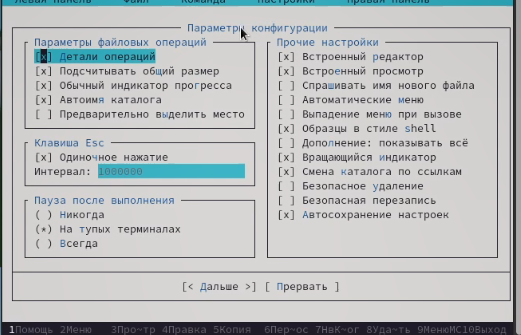 Левая панель Файл Команда Настройки Правая панель
Параметры конфигурации
Параметры файловых операций
[x] Детали операций
[x] Подсчитывать общий размер
[x] Обычный индикатор прогресса
[x] Автоимя каталога
[ ] Предварительно выделить место
Клавиша Esc
[x] Одиночное нажатие
Интервал: 1000000
Пауза после выполнения
( ) Никогда
(*) На тупых терминалах
( ) Всегда
Прочие настройки
[x] Встроенный редактор
[x] Встроенный просмотр
[ ] Спрашивать имя нового файла
[ ] Автоматические меню
[ ] Выпадение меню при вызове
[x] Образцы в стиле shell
[ ] Дополнение: показывать всё
[x] Вращающийся индикатор
[x] Смена каталога по ссылкам
[ ] Безопасное удаление
[ ] Безопасная перезапись
[x] Автосохранение настроек
[< Дальше >] [ Прервать ]
1Помощь 2Меню 3Про~тр 4Правка 5Копия 6Пер~ос 7НвК~ог 8Уда~ть 9МенюMC10Выход